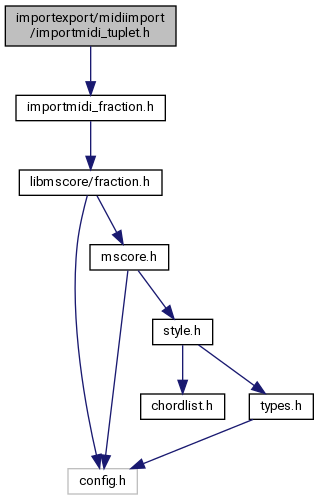 importexport/midiimport
/importmidi_tuplet.h
importmidi_fraction.h
libmscore/fraction.h
mscore.h
style.h
chordlist.h
types.h
config.h